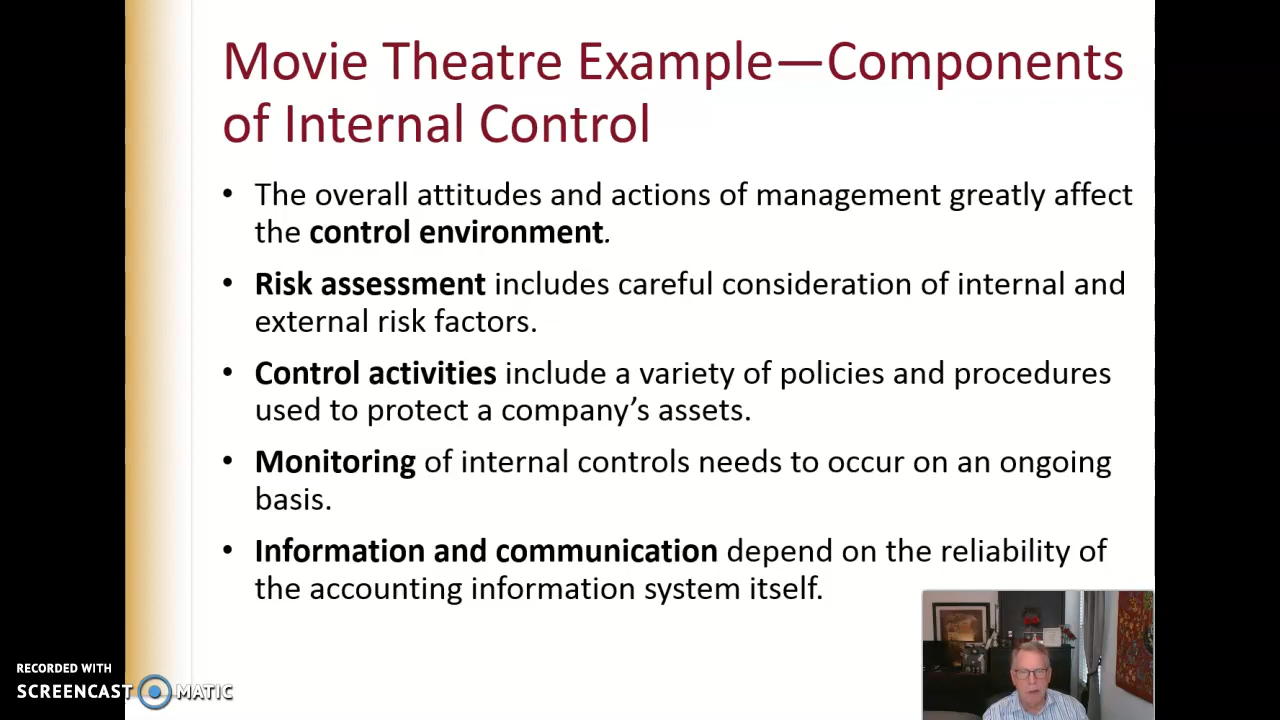 Movie Theatre Example—Components
of Internal Control
• The overall attitudes and actions of management greatly affect
the control environment.
• Risk assessment includes careful consideration of internal and
external risk factors.
• Control activities include a variety of policies and procedures
used to protect a company’s assets.
• Monitoring of internal controls needs to occur on an ongoing
basis.
• Information and communication depend on the reliability of
the accounting information system itself.
RECORDED WITH
SCREENCAST MATIC